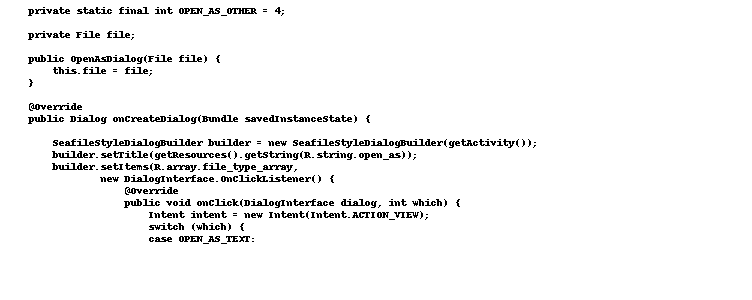 private static final int OPEN_AS_OTHER = 4;
private File file;
public OpenAsDialog(File file) {
this.file = file;
}
@Override
public Dialog onCreateDialog(Bundle savedInstanceState) {
SeafileStyleDialogBuilder builder = new SeafileStyleDialogBuilder(getActivity());
builder.setTitle(getResources().getString(R.string.open_as));
builder.setItems(R.array.file_type_array,
new DialogInterface.OnClickListener() {
@Override
public void onClick(DialogInterface dialog, int which) {
Intent intent = new Intent(Intent.ACTION_VIEW);
switch (which) {
case OPEN_AS_TEXT: